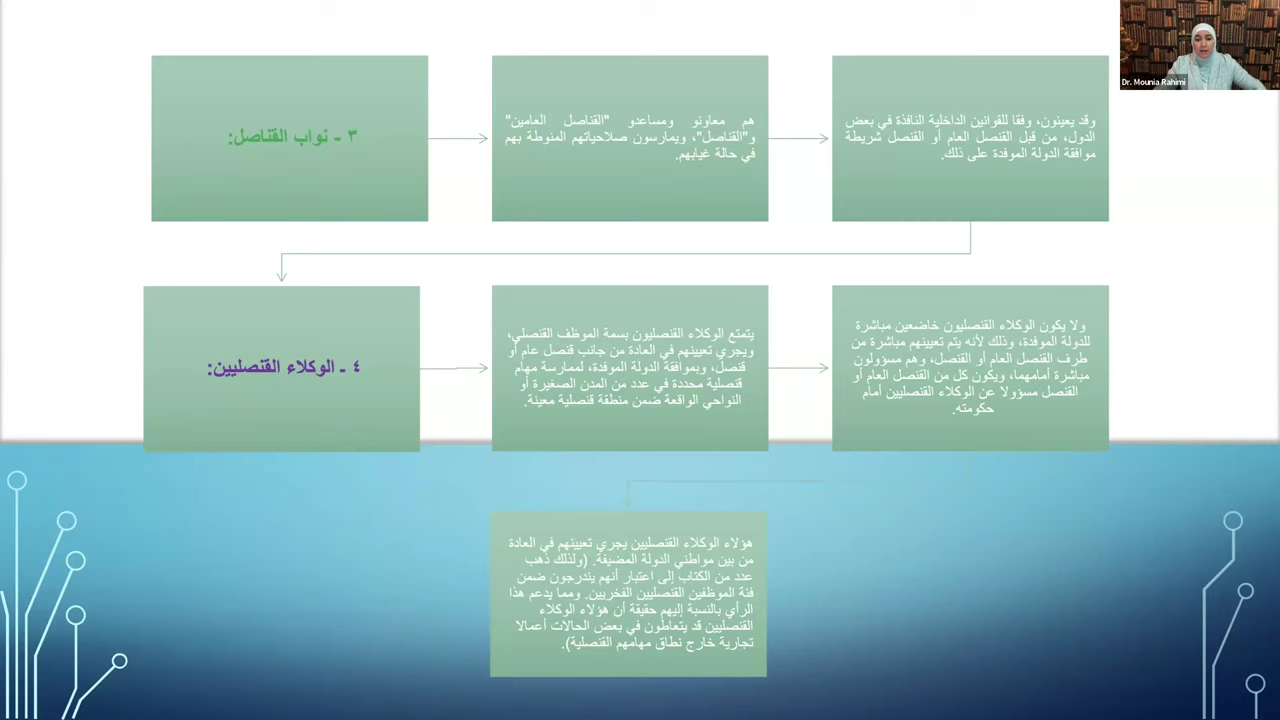 ٣ - نواب القناصل:
هم معاونو ومساعدو "القناصل العامين"
و"القناصل"، ويمارسون صلاحياتهم المنوطة بهم
في حالة غيابهم.
وقد يعينون، وفقا للقوانين الداخلية النافذة في بعض
الدول، من قبل القنصل العام أو القنصل شريطة
موافقة الدولة الموفدة على ذلك.
٤ ـ الوكلاء القنصليين:
يتمتع الوكلاء القنصليون بسمة الموظف القنصلي،
ويجري تعيينهم في العادة من جانب قنصل عام أو
قنصل، وبموافقة الدولة الموفدة، لممارسة مهام
قنصلية محددة في عدد من المدن الصغيرة أو
النواحي الواقعة ضمن منطقة قنصلية معينة.
ولا يكون الوكلاء القنصليون خاضعين مباشرة
للدولة الموفدة، وذلك لأنه يتم تعيينهم مباشرة من
طرف القنصل العام أو القنصل، وهم مسؤولون
مباشرة أمامهما، ويكون كل من القنصل العام أو
القنصل مسؤولا عن الوكلاء القنصليين أمام
حكومته.
هؤلاء الوكلاء القنصليين يجري تعيينهم في العادة
من بين مواطني الدولة المضيفة. (ولذلك ذهب
عدد من الكتاب إلى اعتبار أنهم يندرجون ضمن
فئة الموظفين القنصليين الفخريين. ومما يدعم هذا
الرأي بالنسبة إليهم حقيقة أن هؤلاء الوكلاء
القنصليين قد يتعاطون في بعض الحالات أعمالا
تجارية خارج نطاق مهامهم القنصلية).
Dr. Mounia Rahimi